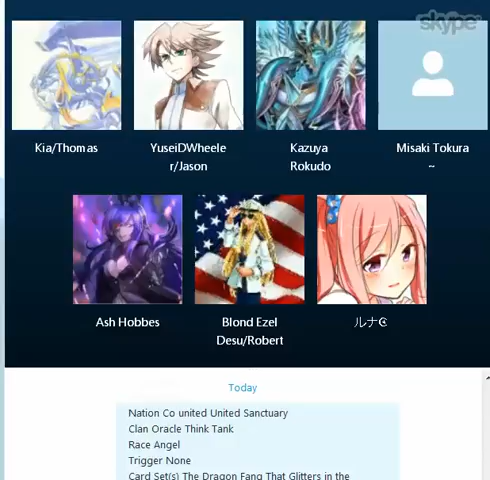 skype
Kia/Thomas
YuseiDWheele
r/Jason
Kazuya
Rokudo
Misaki Tokura
~
Ash Hobbes
Blond Ezel
Desu/Robert
ルナ☪
Today
Nation Co united United Sanctuary
Clan Oracle Think Tank
Race Angel
Trigger None
Card Set(s) The Dragon Fang That Glitters in the